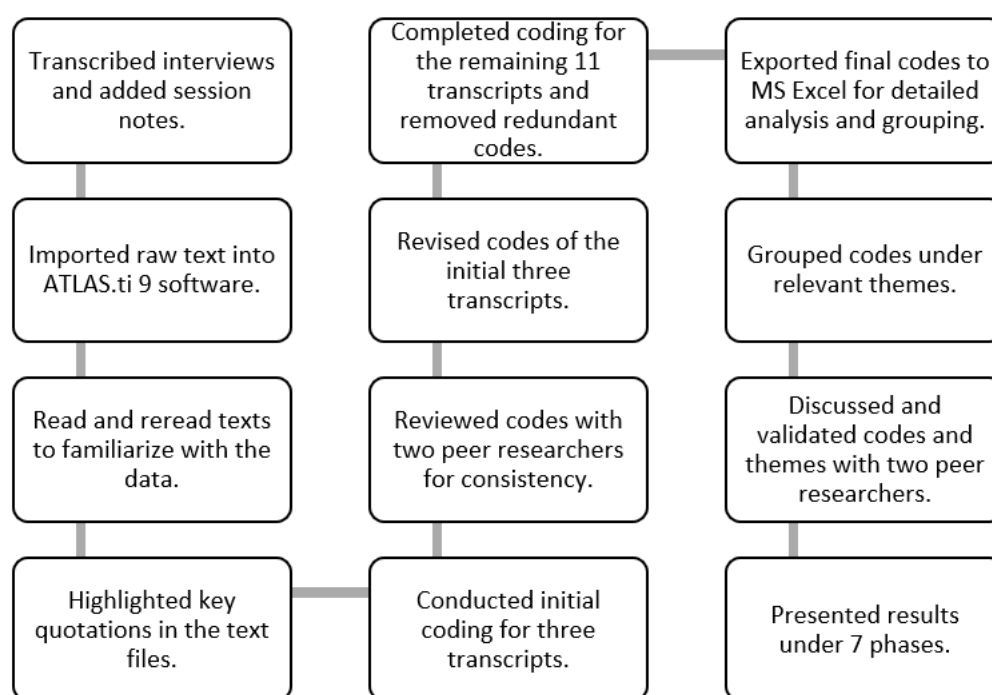 Transcribed interviews
and added session
notes.
Imported raw text into
ATLAS.ti 9 software.
Read and reread texts
to familiarize with the
data.
Highlighted key
quotations in the text
files.
Conducted initial
coding for three
transcripts.
Reviewed codes with
two peer researchers
for consistency.
Revised codes of the
initial three
transcripts.
Completed coding for
the remaining 11
transcripts and
removed redundant
codes.
Exported final codes to
MS Excel for detailed
analysis and grouping.
Grouped codes under
relevant themes.
Discussed and
validated codes and
themes with two peer
researchers.
Presented results
under 7 phases.